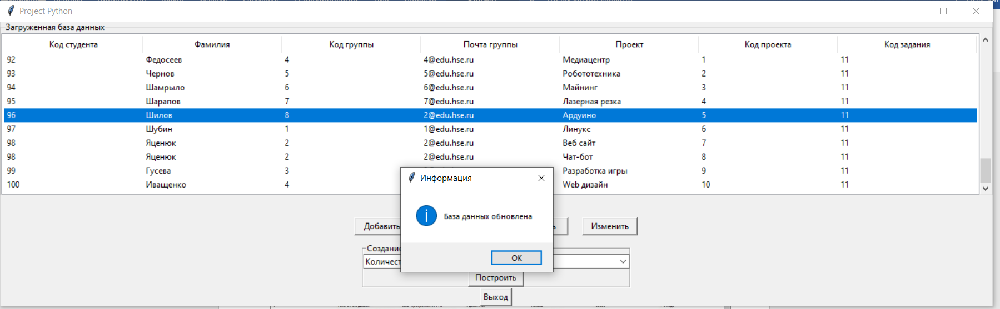 Project Python
Загруженная база данных
Код студента Фамилия Код группы Почта группы Проект Код проекта Код задания
92 Федосеев 4 4@edu.hse.ru Медиацентр 1 11
93 Чернов 5 5@edu.hse.ru Робототехника 2 11
94 Шамрыло 6 6@edu.hse.ru Майнинг 3 11
95 Шарапов 7 7@edu.hse.ru Лазерная резка 4 11
96 Шилов 8 2@edu.hse.ru Ардуино 5 11
97 Шубин 1 1@edu.hse.ru Линукс 6 11
98 Яценюк 2 2@edu.hse.ru Веб сайт 7 11
98 Яценюк 2 2@edu.hse.ru Чат-бот 8 11
99 Гусева 3 Разработка игры 9 11
100 Иващенко 4 Web дизайн 10 11
Информация
База данных обновлена
OK
Добавить ь Изменить
Создание
Количест
Построить
Выход